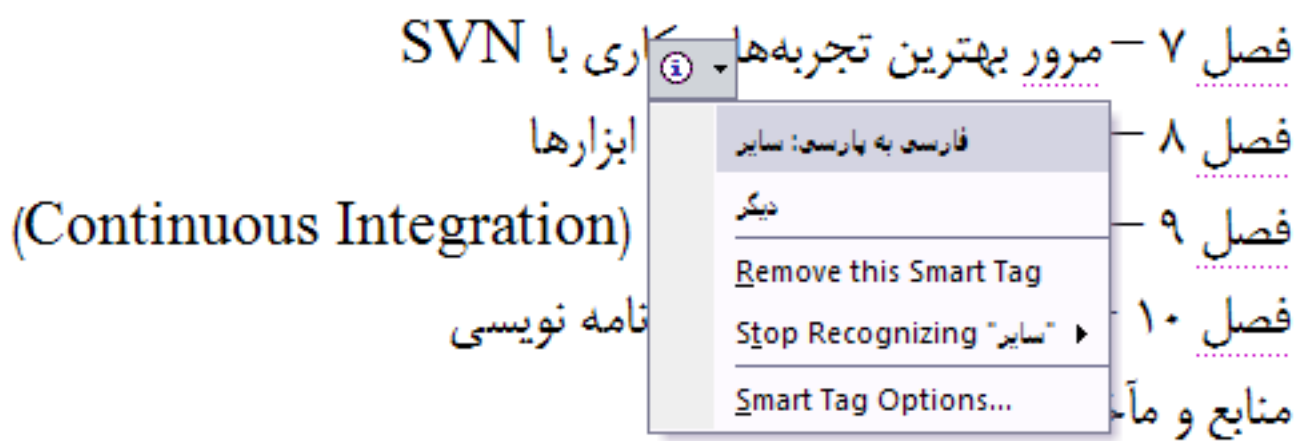 فصل ۷ – مرور بهترین تجربه‌ها کاری با SVN
فصل ۸ – ابزارها
فصل ۹ – (Continuous Integration)
فصل ۱۰ نامه نویسی
منابع و
فارسی به پارسی: سایر
دیگر
Remove this Smart Tag
Stop Recognizing "سایر"
Smart Tag Options...